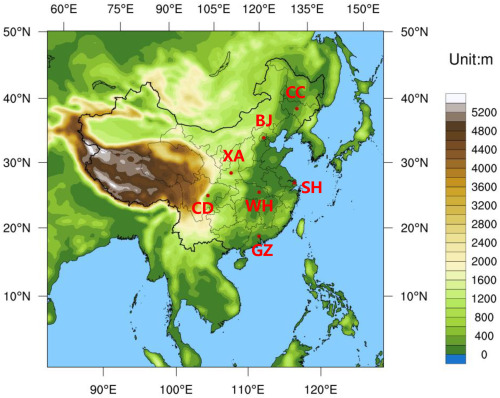 60°E 75°E 90°E 105°E 120°E 135°E 150°E
50°N 50°N
Unit:m
40°N CC 40°N
BJ
5200
4800
4400
4000
3600
3200
2800
2400
2000
1600
1200
800
400
0
XA
30°N 30°N
SH
CD WH
20°N 20°N
GZ
10°N 10°N
90°E 100°E 110°E 120°E